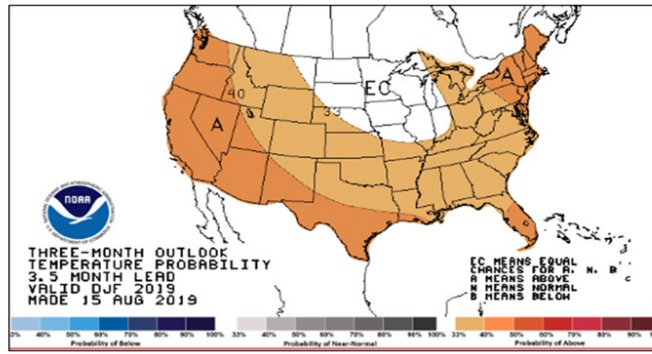 EC
A
40
33
A
NOAA
THREE-MONTH OUTLOOK
TEMPERATURE PROBABILITY
3.5 MONTH LEAD
VALID DJF 2019
MADE 15 AUG 2019
EC MEANS EQUAL
CHANCES FOR A, N, B
A MEANS ABOVE
N MEANS NORMAL
B MEANS BELOW
33% 40% 50% 60% 70% 80% 90% 100%
Probability of Below
33% 40% 50% 60% 70% 80% 90% 100%
Probability of Near-Normal
33% 40% 50% 60% 70% 80% 90%
Probability of Above